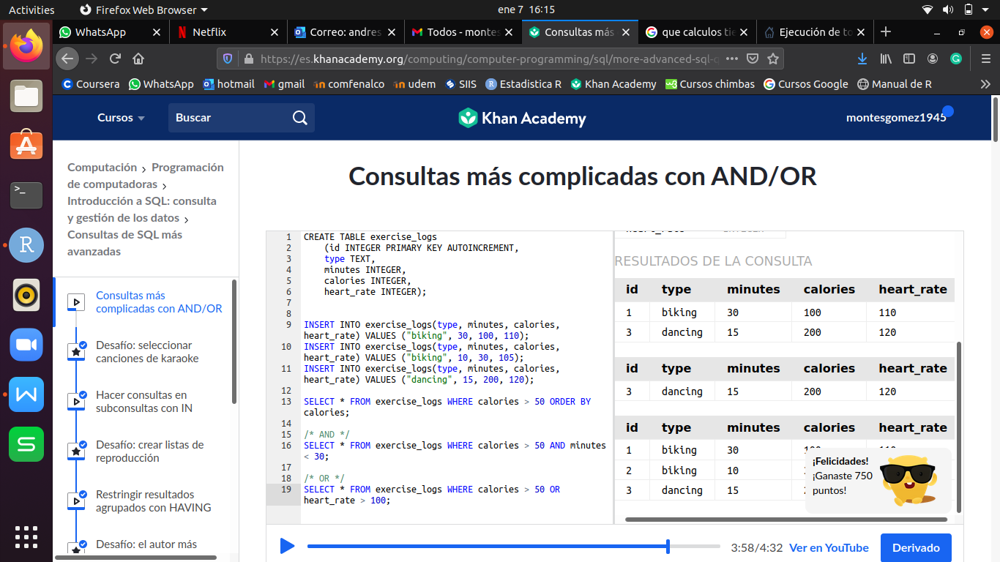 Activities
Firefox Web Browser
ene 7 16:15
WhatsApp
Netflix
Correo: andres
Todos - montes
Consultas más
que calculos tie
Ejecución de to
https://es.khanacademy.org/computing/computer-programming/sql/more-advanced-sql-q
Coursera
WhatsApp
hotmail
gmail
comfenalco
udem
SIIS
Estadistica R
Khan Academy
Cursos chimbas
Cursos Google
Manual de R
Cursos
Buscar
Khan Academy
montesgomez1945
Computación > Programación
de computadoras >
Introducción a SQL: consulta
y gestión de los datos >
Consultas de SQL más
avanzadas
Consultas más
complicadas con AND/OR
Desafío: seleccionar
canciones de karaoke
Hacer consultas en
subconsultas con IN
Desafío: crear listas de
reproducción
Restringir resultados
agrupados con HAVING
Desafío: el autor más
Consultas más complicadas con AND/OR
1 CREATE TABLE exercise_logs
2 (id INTEGER PRIMARY KEY AUTOINCREMENT,
3 type TEXT,
4 minutes INTEGER,
5 calories INTEGER,
6 heart_rate INTEGER);
7
8
9 INSERT INTO exercise_logs(type, minutes, calories,
heart_rate) VALUES ("biking", 30, 100, 110);
10 INSERT INTO exercise_logs(type, minutes, calories,
heart_rate) VALUES ("biking", 10, 30, 105);
11 INSERT INTO exercise_logs(type, minutes, calories,
heart_rate) VALUES ("dancing", 15, 200, 120);
12
13 SELECT * FROM exercise_logs WHERE calories > 50 ORDER BY
calories;
14
15 /* AND */
16 SELECT * FROM exercise_logs WHERE calories > 50 AND minutes
< 30;
17
18 /* OR */
19 SELECT * FROM exercise_logs WHERE calories > 50 OR
heart_rate > 100;
RESULTADOS DE LA CONSULTA
id type minutes calories heart_rate
1 biking 30 100 110
3 dancing 15 200 120
id type minutes calories heart_rate
3 dancing 15 200 120
id type minutes calories heart_rate
1 biking 30
2 biking 10
3 dancing 15
¡Felicidades!
¡Ganaste 750
puntos!
3:58/4:32
Ver en YouTube
Derivado